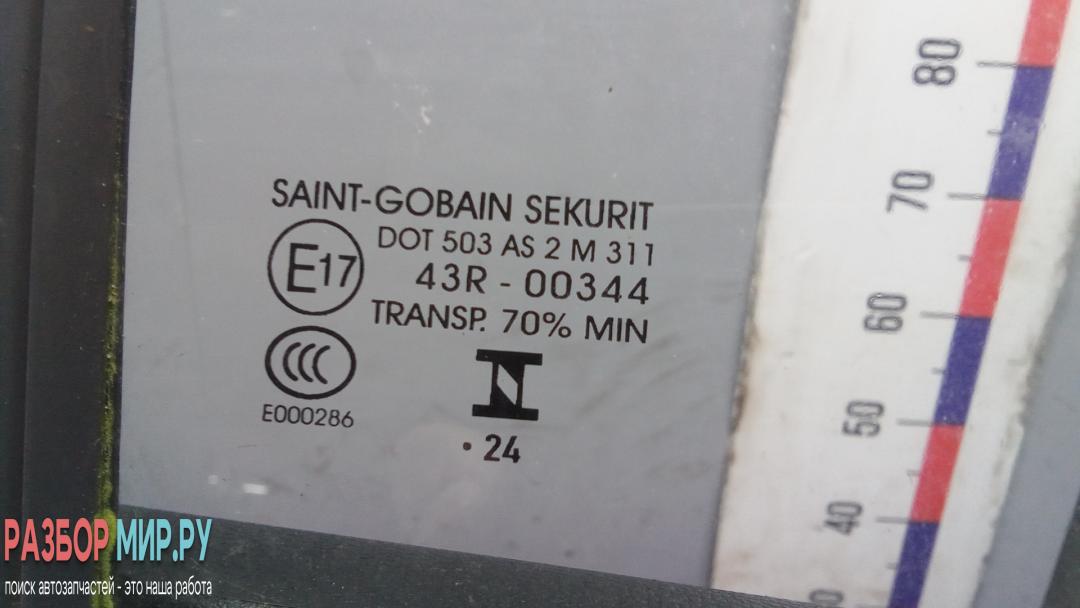 SAINT-GOBAIN SEKURIT
DOT 503 AS 2 M 311
E17
43R - 00344
TRANSP. 70% MIN
CCC
E000286
N
· 24
80
70
60
50
40
РАЗБОР МИР.РУ
поиск автозапчастей - это наша работа